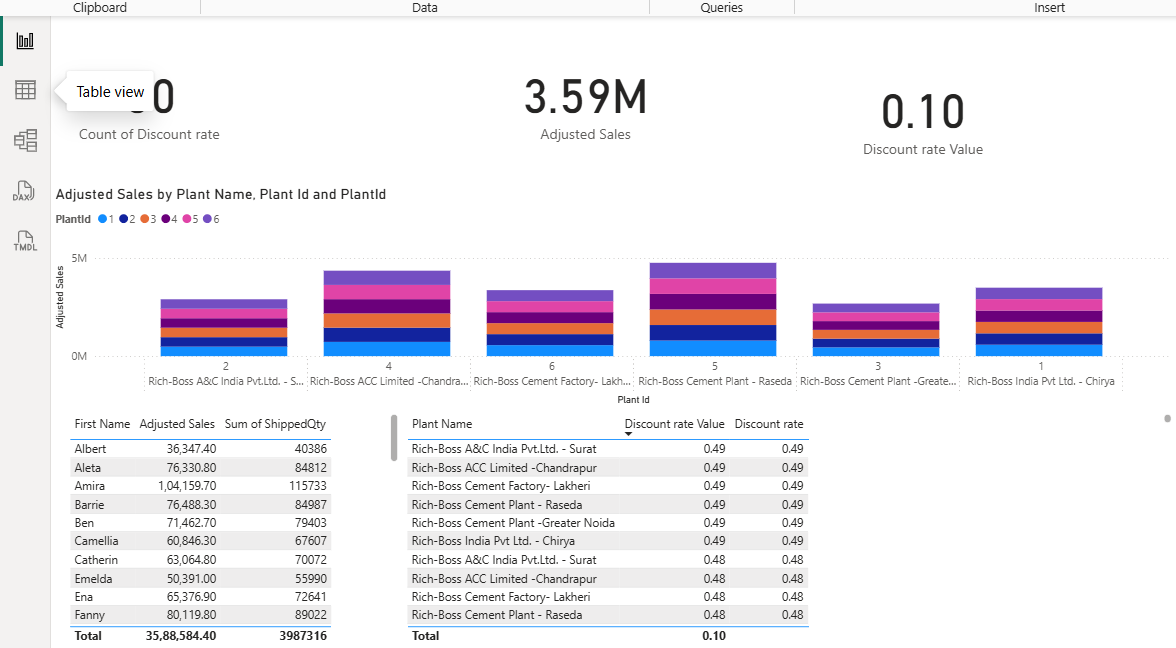 Clipboard Data Queries Insert
Table view
0 3.59M 0.10
Count of Discount rate Adjusted Sales Discount rate Value
DAX
TMDL
Adjusted Sales by Plant Name, Plant Id and PlantId
PlantId 1 2 3 4 5 6
5M
Adjusted Sales
0M
2 4 6 5 3 1
Rich-Boss A&C India Pvt.Ltd. - S... Rich-Boss ACC Limited -Chandra... Rich-Boss Cement Factory- Lakh... Rich-Boss Cement Plant - Raseda Rich-Boss Cement Plant -Greate... Rich-Boss India Pvt Ltd. - Chirya
Plant Id
First Name Adjusted Sales Sum of ShippedQty
Albert 36,347.40 40386
Aleta 76,330.80 84812
Amira 1,04,159.70 115733
Barrie 76,488.30 84987
Ben 71,462.70 79403
Camellia 60,846.30 67607
Catherin 63,064.80 70072
Emelda 50,391.00 55990
Ena 65,376.90 72641
Fanny 80,119.80 89022
Total 35,88,584.40 3987316
Plant Name Discount rate Value Discount rate
Rich-Boss A&C India Pvt.Ltd. - Surat 0.49 0.49
Rich-Boss ACC Limited -Chandrapur 0.49 0.49
Rich-Boss Cement Factory- Lakheri 0.49 0.49
Rich-Boss Cement Plant - Raseda 0.49 0.49
Rich-Boss Cement Plant -Greater Noida 0.49 0.49
Rich-Boss India Pvt Ltd. - Chirya 0.49 0.49
Rich-Boss A&C India Pvt.Ltd. - Surat 0.48 0.48
Rich-Boss ACC Limited -Chandrapur 0.48 0.48
Rich-Boss Cement Factory- Lakheri 0.48 0.48
Rich-Boss Cement Plant - Raseda 0.48 0.48
Total 0.10